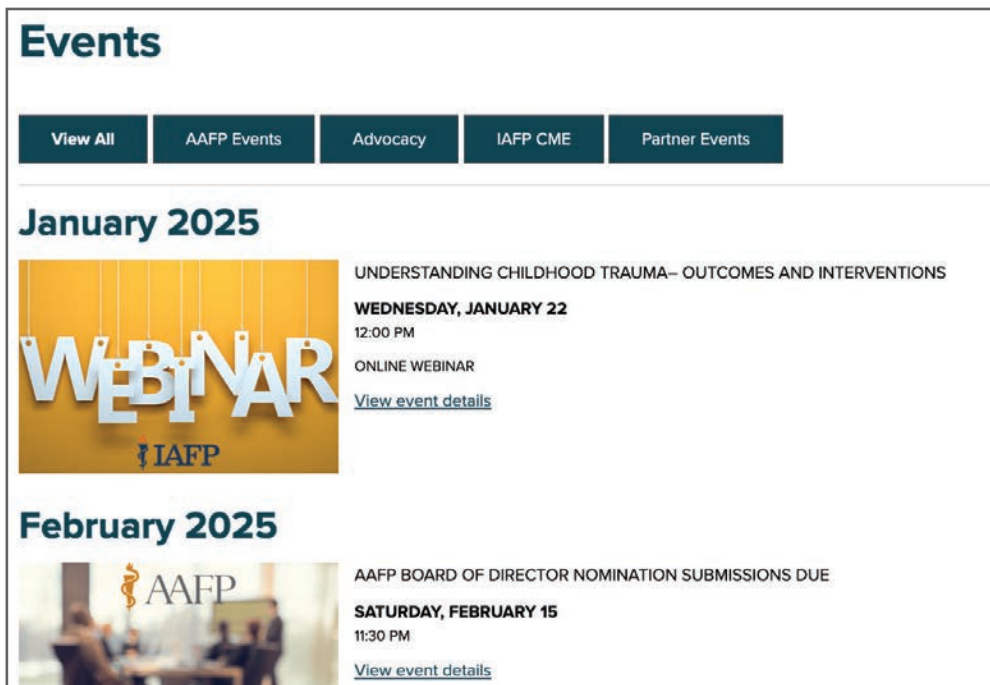 Events
View All
AAFP Events
Advocacy
IAFP CME
Partner Events
January 2025
WEBINAR
IAFP
UNDERSTANDING CHILDHOOD TRAUMA– OUTCOMES AND INTERVENTIONS
WEDNESDAY, JANUARY 22
12:00 PM
ONLINE WEBINAR
View event details
February 2025
AAFP
AAFP BOARD OF DIRECTOR NOMINATION SUBMISSIONS DUE
SATURDAY, FEBRUARY 15
11:30 PM
View event details